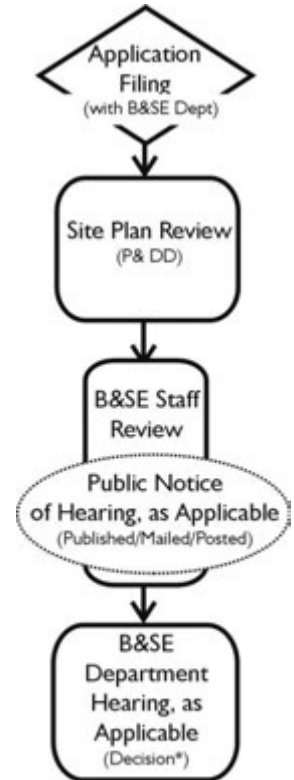 Application
Filing
(with B&SE Dept)
Site Plan Review
(P& DD)
B&SE Staff
Review
Public Notice
of Hearing, as Applicable
(Published/Mailed/Posted)
B&SE
Department
Hearing, as
Applicable
(Decision*)